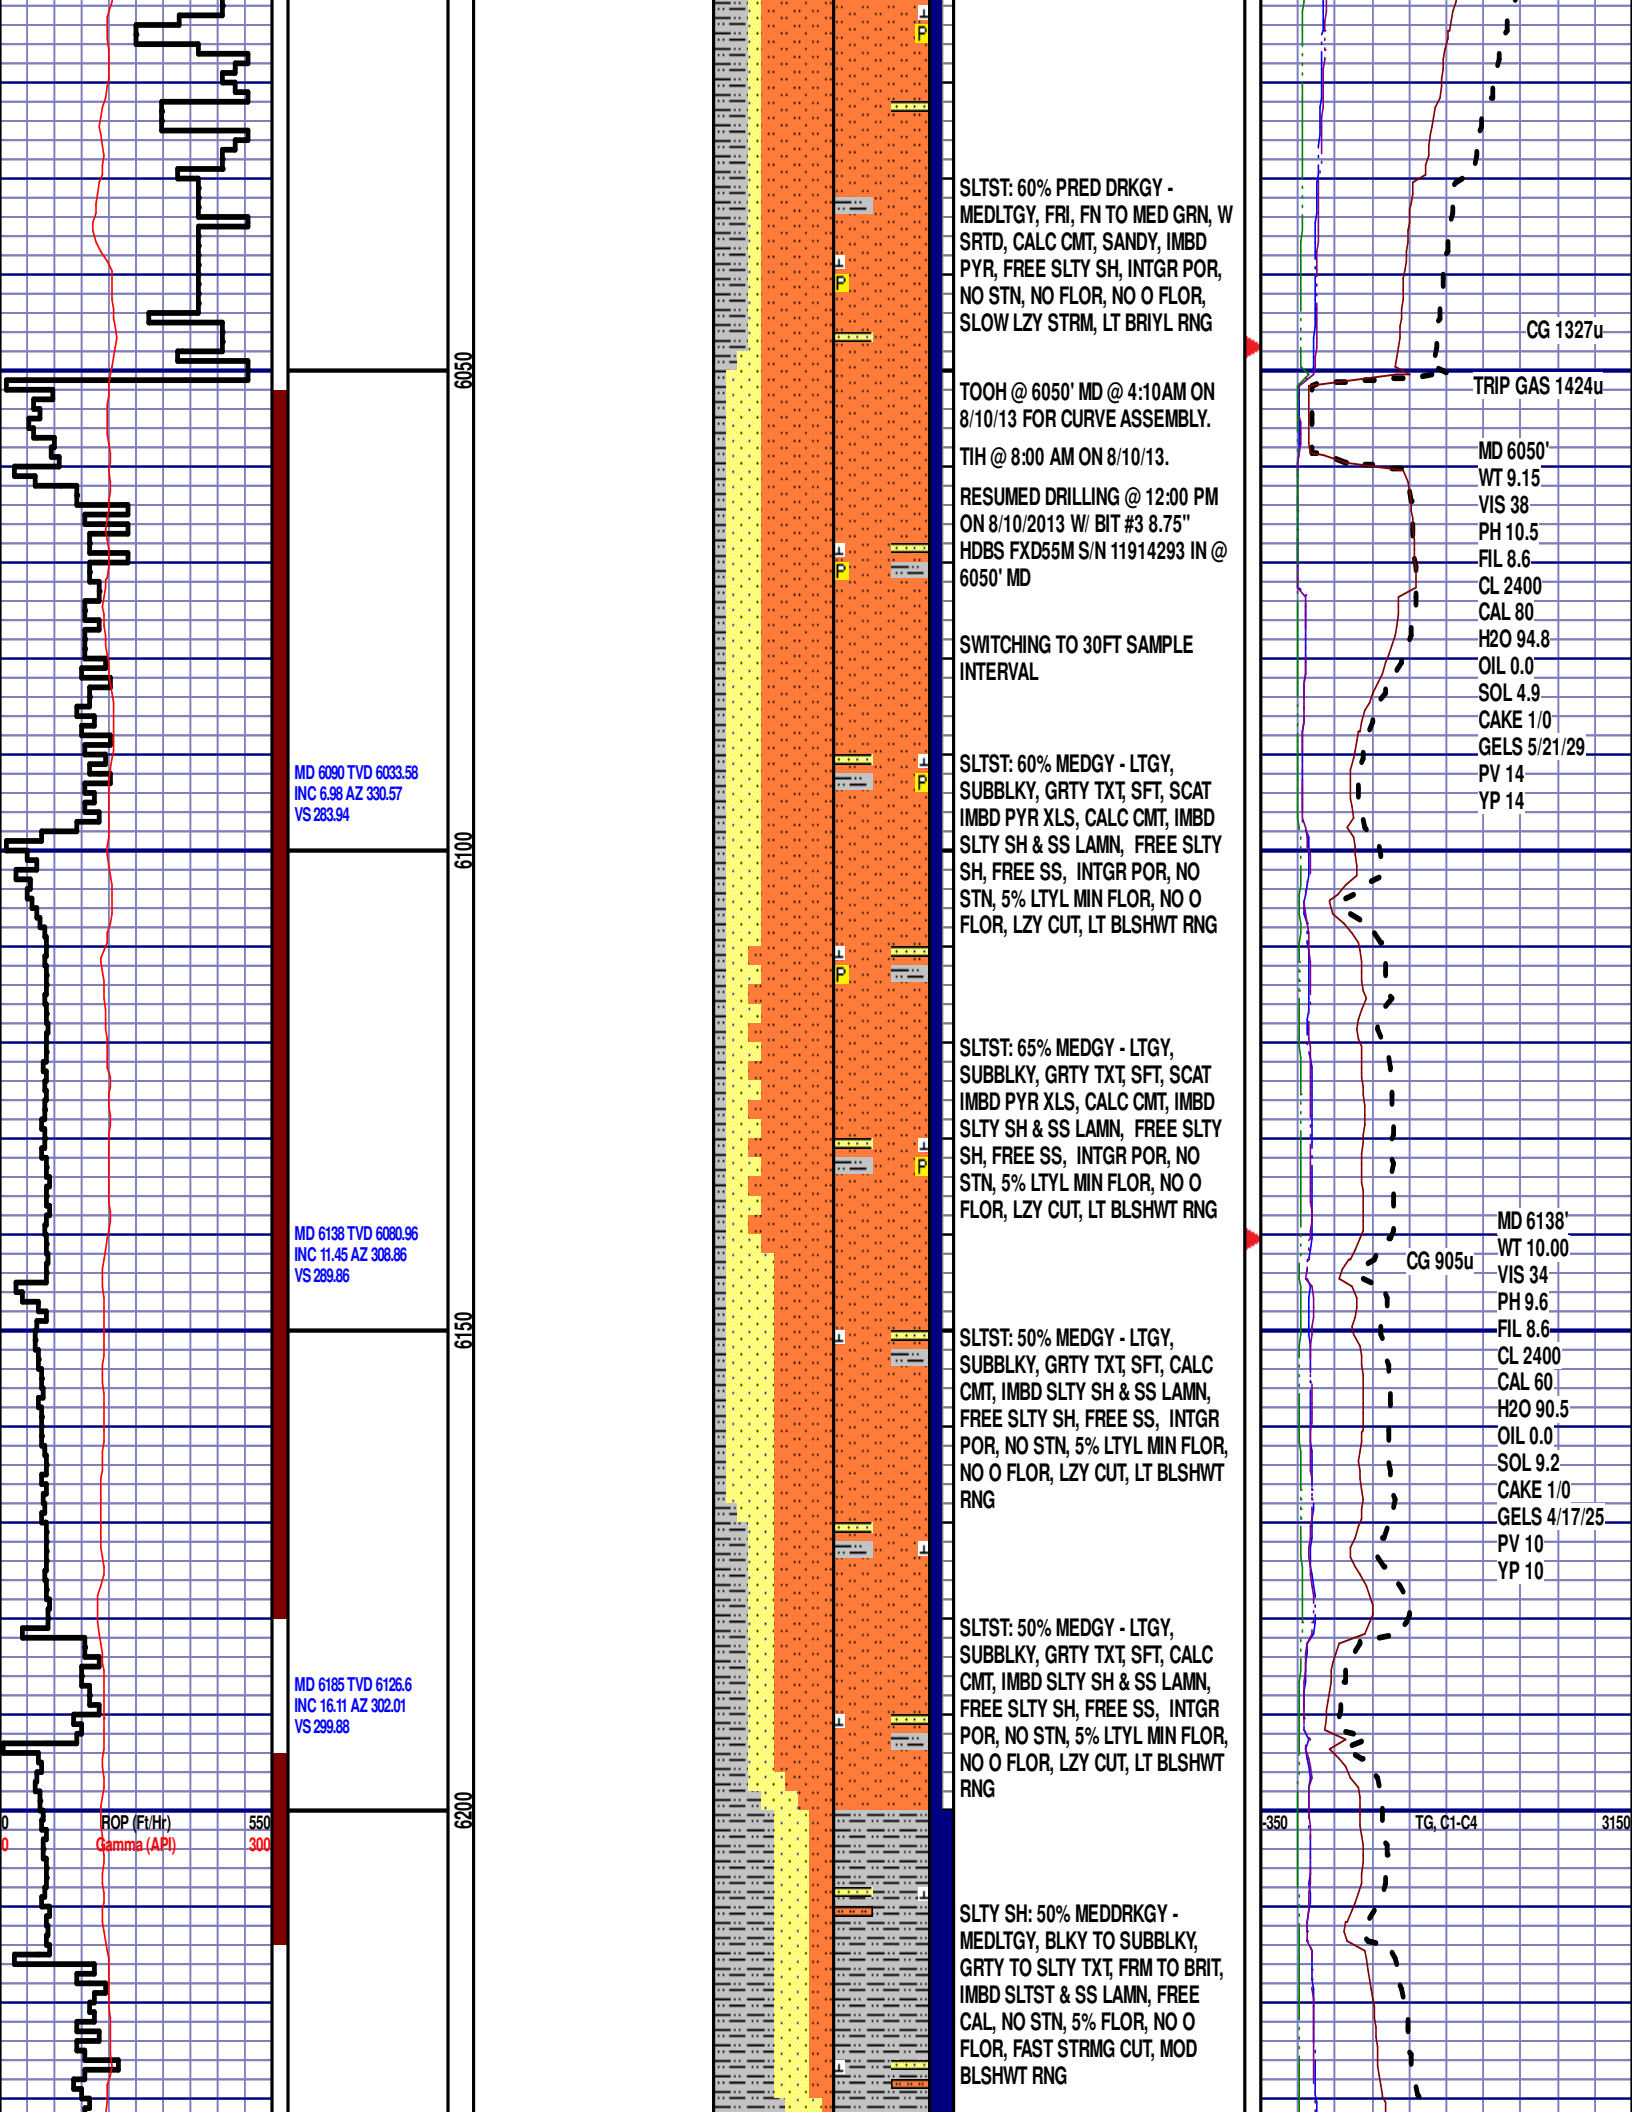 SLTST: 60% PRED DRKGY -
MEDLTGY, FRI, FN TO MED GRN, W
SRTD, CALC CMT, SANDY, IMBD
PYR, FREE SLTY SH, INTGR POR,
NO STN, NO FLOR, NO O FLOR,
SLOW LZY STRM, LT BRIYL RNG
CG 1327u
6050
TRIP GAS 1424u
TOOH @ 6050' MD @ 4:10AM ON
8/10/13 FOR CURVE ASSEMBLY.
TIH @ 8:00 AM ON 8/10/13.
RESUMED DRILLING @ 12:00 PM
ON 8/10/2013 W/ BIT #3 8.75"
HDBS FXD55M S/N 11914293 IN @
6050' MD
MD 6050'
WT 9.15
VIS 38
PH 10.5
FIL 8.6
CL 2400
CAL 80
H2O 94.8
OIL 0.0
SOL 4.9
CAKE 1/0
GELS 5/21/29
PV 14
YP 14
SWITCHING TO 30FT SAMPLE
INTERVAL
MD 6090 TVD 6033.58
INC 6.98 AZ 330.57
VS 283.94
6100
SLTST: 60% MEDGY - LTGY,
SUBBLKY, GRTY TXT, SFT, SCAT
IMBD PYR XLS, CALC CMT, IMBD
SLTY SH & SS LAMN, FREE SLTY
SH, FREE SS, INTGR POR, NO
STN, 5% LTYL MIN FLOR, NO O
FLOR, LZY CUT, LT BLSHWT RNG
SLTST: 65% MEDGY - LTGY,
SUBBLKY, GRTY TXT, SFT, SCAT
IMBD PYR XLS, CALC CMT, IMBD
SLTY SH & SS LAMN, FREE SLTY
SH, FREE SS, INTGR POR, NO
STN, 5% LTYL MIN FLOR, NO O
FLOR, LZY CUT, LT BLSHWT RNG
MD 6138 TVD 6080.96
INC 11.45 AZ 308.86
VS 289.86
CG 905u
MD 6138'
WT 10.00
VIS 34
PH 9.6
FIL 8.6
CL 2400
CAL 60
H2O 90.5
OIL 0.0
SOL 9.2
CAKE 1/0
GELS 4/17/25
PV 10
YP 10
6150
SLTST: 50% MEDGY - LTGY,
SUBBLKY, GRTY TXT, SFT, CALC
CMT, IMBD SLTY SH & SS LAMN,
FREE SLTY SH, FREE SS, INTGR
POR, NO STN, 5% LTYL MIN FLOR,
NO O FLOR, LZY CUT, LT BLSHWT
RNG
SLTST: 50% MEDGY - LTGY,
SUBBLKY, GRTY TXT, SFT, CALC
CMT, IMBD SLTY SH & SS LAMN,
FREE SLTY SH, FREE SS, INTGR
POR, NO STN, 5% LTYL MIN FLOR,
NO O FLOR, LZY CUT, LT BLSHWT
RNG
MD 6185 TVD 6126.6
INC 16.11 AZ 302.01
VS 299.88
6200
0 ROP (Ft/Hr) 550
0 Gamma (API) 300
-350 TG, C1-C4 3150
SLTY SH: 50% MEDDRKGY -
MEDLTGY, BLKY TO SUBBLKY,
GRTY TO SLTY TXT, FRM TO BRIT,
IMBD SLTST & SS LAMN, FREE
CAL, NO STN, 5% FLOR, NO O
FLOR, FAST STRMG CUT, MOD
BLSHWT RNG
P
P
P
P
P
P